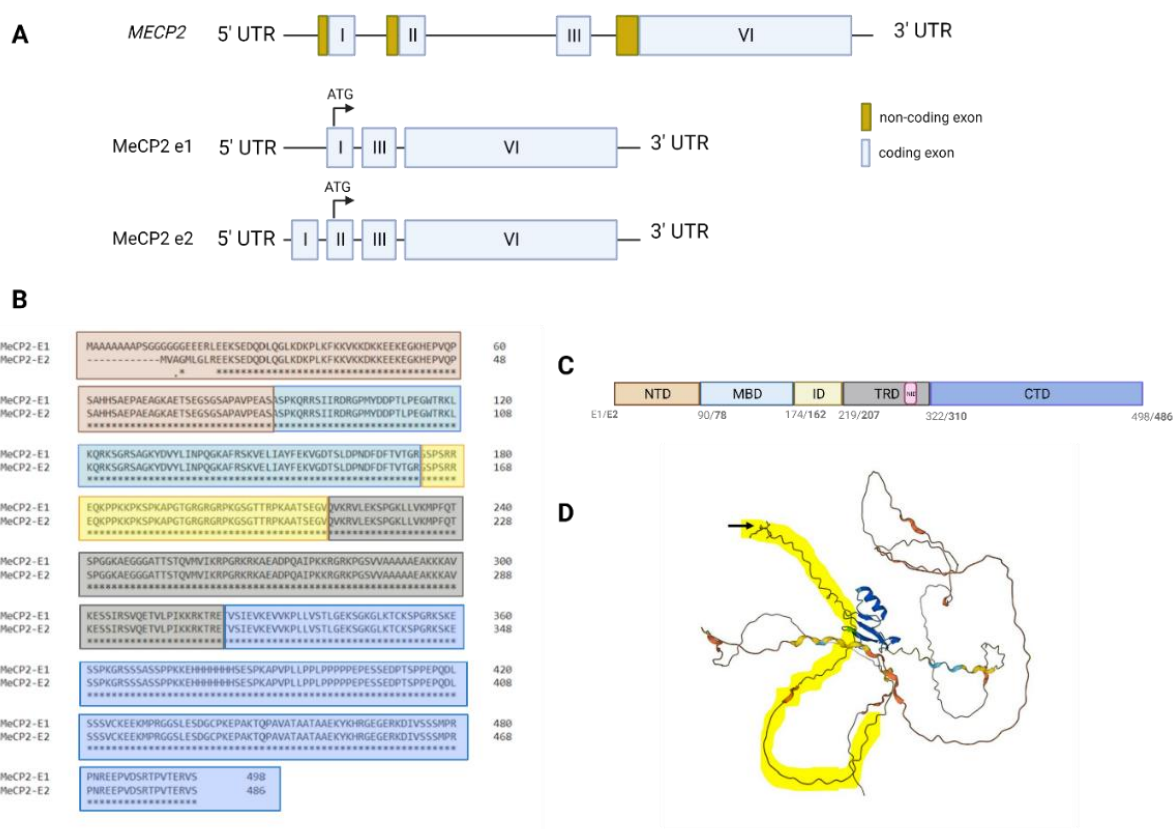 A
MECP2 5' UTR I II III VI 3' UTR
ATG
MeCP2 e1 5' UTR I III VI 3' UTR
non-coding exon
coding exon
ATG
MeCP2 e2 5' UTR I II III VI 3' UTR
B
MeCP2-E1 MAAAAAAAPSGGGGGGEEERLEEKSEDQDLQGLKDKPLKFKKVKKDKKEEKEGKHEPVQP 60
MeCP2-E2 ------------MVAGMLGLREEKSEDQDLQGLKDKPLKFKKVKKDKKEEKEGKHEPVQP 48
MeCP2-E1 SAHHSAEPAEAGKAETSEGSGSAPAVPEASASPKQRRSIIRDRGPMYDDPTLPEGWTRKL 120
MeCP2-E2 SAHHSAEPAEAGKAETSEGSGSAPAVPEASASPKQRRSIIRDRGPMYDDPTLPEGWTRKL 108
MeCP2-E1 KQRKSGRSAGKYDVYLINPQGKAFRSKVELIAYFEKVGDTSLDPNDFDFTVTGRGSPSRR 180
MeCP2-E2 KQRKSGRSAGKYDVYLINPQGKAFRSKVELIAYFEKVGDTSLDPNDFDFTVTGRGSPSRR 168
MeCP2-E1 EQKPPKKPKSPKAPGTGRGRGRPKGSGTTRPKAATSEGVQVKRVLEKSPGKLLVKMPFQT 240
MeCP2-E2 EQKPPKKPKSPKAPGTGRGRGRPKGSGTTRPKAATSEGVQVKRVLEKSPGKLLVKMPFQT 228
MeCP2-E1 SPGGKAEGGGATTSTQVMVIKRPGRKRKAEADPQAIPKKRGRKPGSVVAAAAAEAKKKAV 300
MeCP2-E2 SPGGKAEGGGATTSTQVMVIKRPGRKRKAEADPQAIPKKRGRKPGSVVAAAAAEAKKKAV 288
MeCP2-E1 KESSIRSVQETVLPIKKRKTRETVSIEVKEVVKPLLVSTLGEKSGKGLKTCKSPGRKSKE 360
MeCP2-E2 KESSIRSVQETVLPIKKRKTRETVSIEVKEVVKPLLVSTLGEKSGKGLKTCKSPGRKSKE 348
MeCP2-E1 SSPKGRSSSASSPPKKEHHHHHHHSESPKAPVPLLPPLPPPPPEPESSEDPTSPPEPQDL 420
MeCP2-E2 SSPKGRSSSASSPPKKEHHHHHHHSESPKAPVPLLPPLPPPPPEPESSEDPTSPPEPQDL 408
MeCP2-E1 SSSVCKEEKMPRGGSLESDGCPKEPAKTQPAVATAATAAEKYKHRGEGERKDIVSSSMPR 480
MeCP2-E2 SSSVCKEEKMPRGGSLESDGCPKEPAKTQPAVATAATAAEKYKHRGEGERKDIVSSSMPR 468
MeCP2-E1 PNREEPVDSRTPVTERVS 498
MeCP2-E2 PNREEPVDSRTPVTERVS 486
C
NTD MBD ID TRD NID CTD
E1/E2 90/78 174/162 219/207 322/310 498/486
D